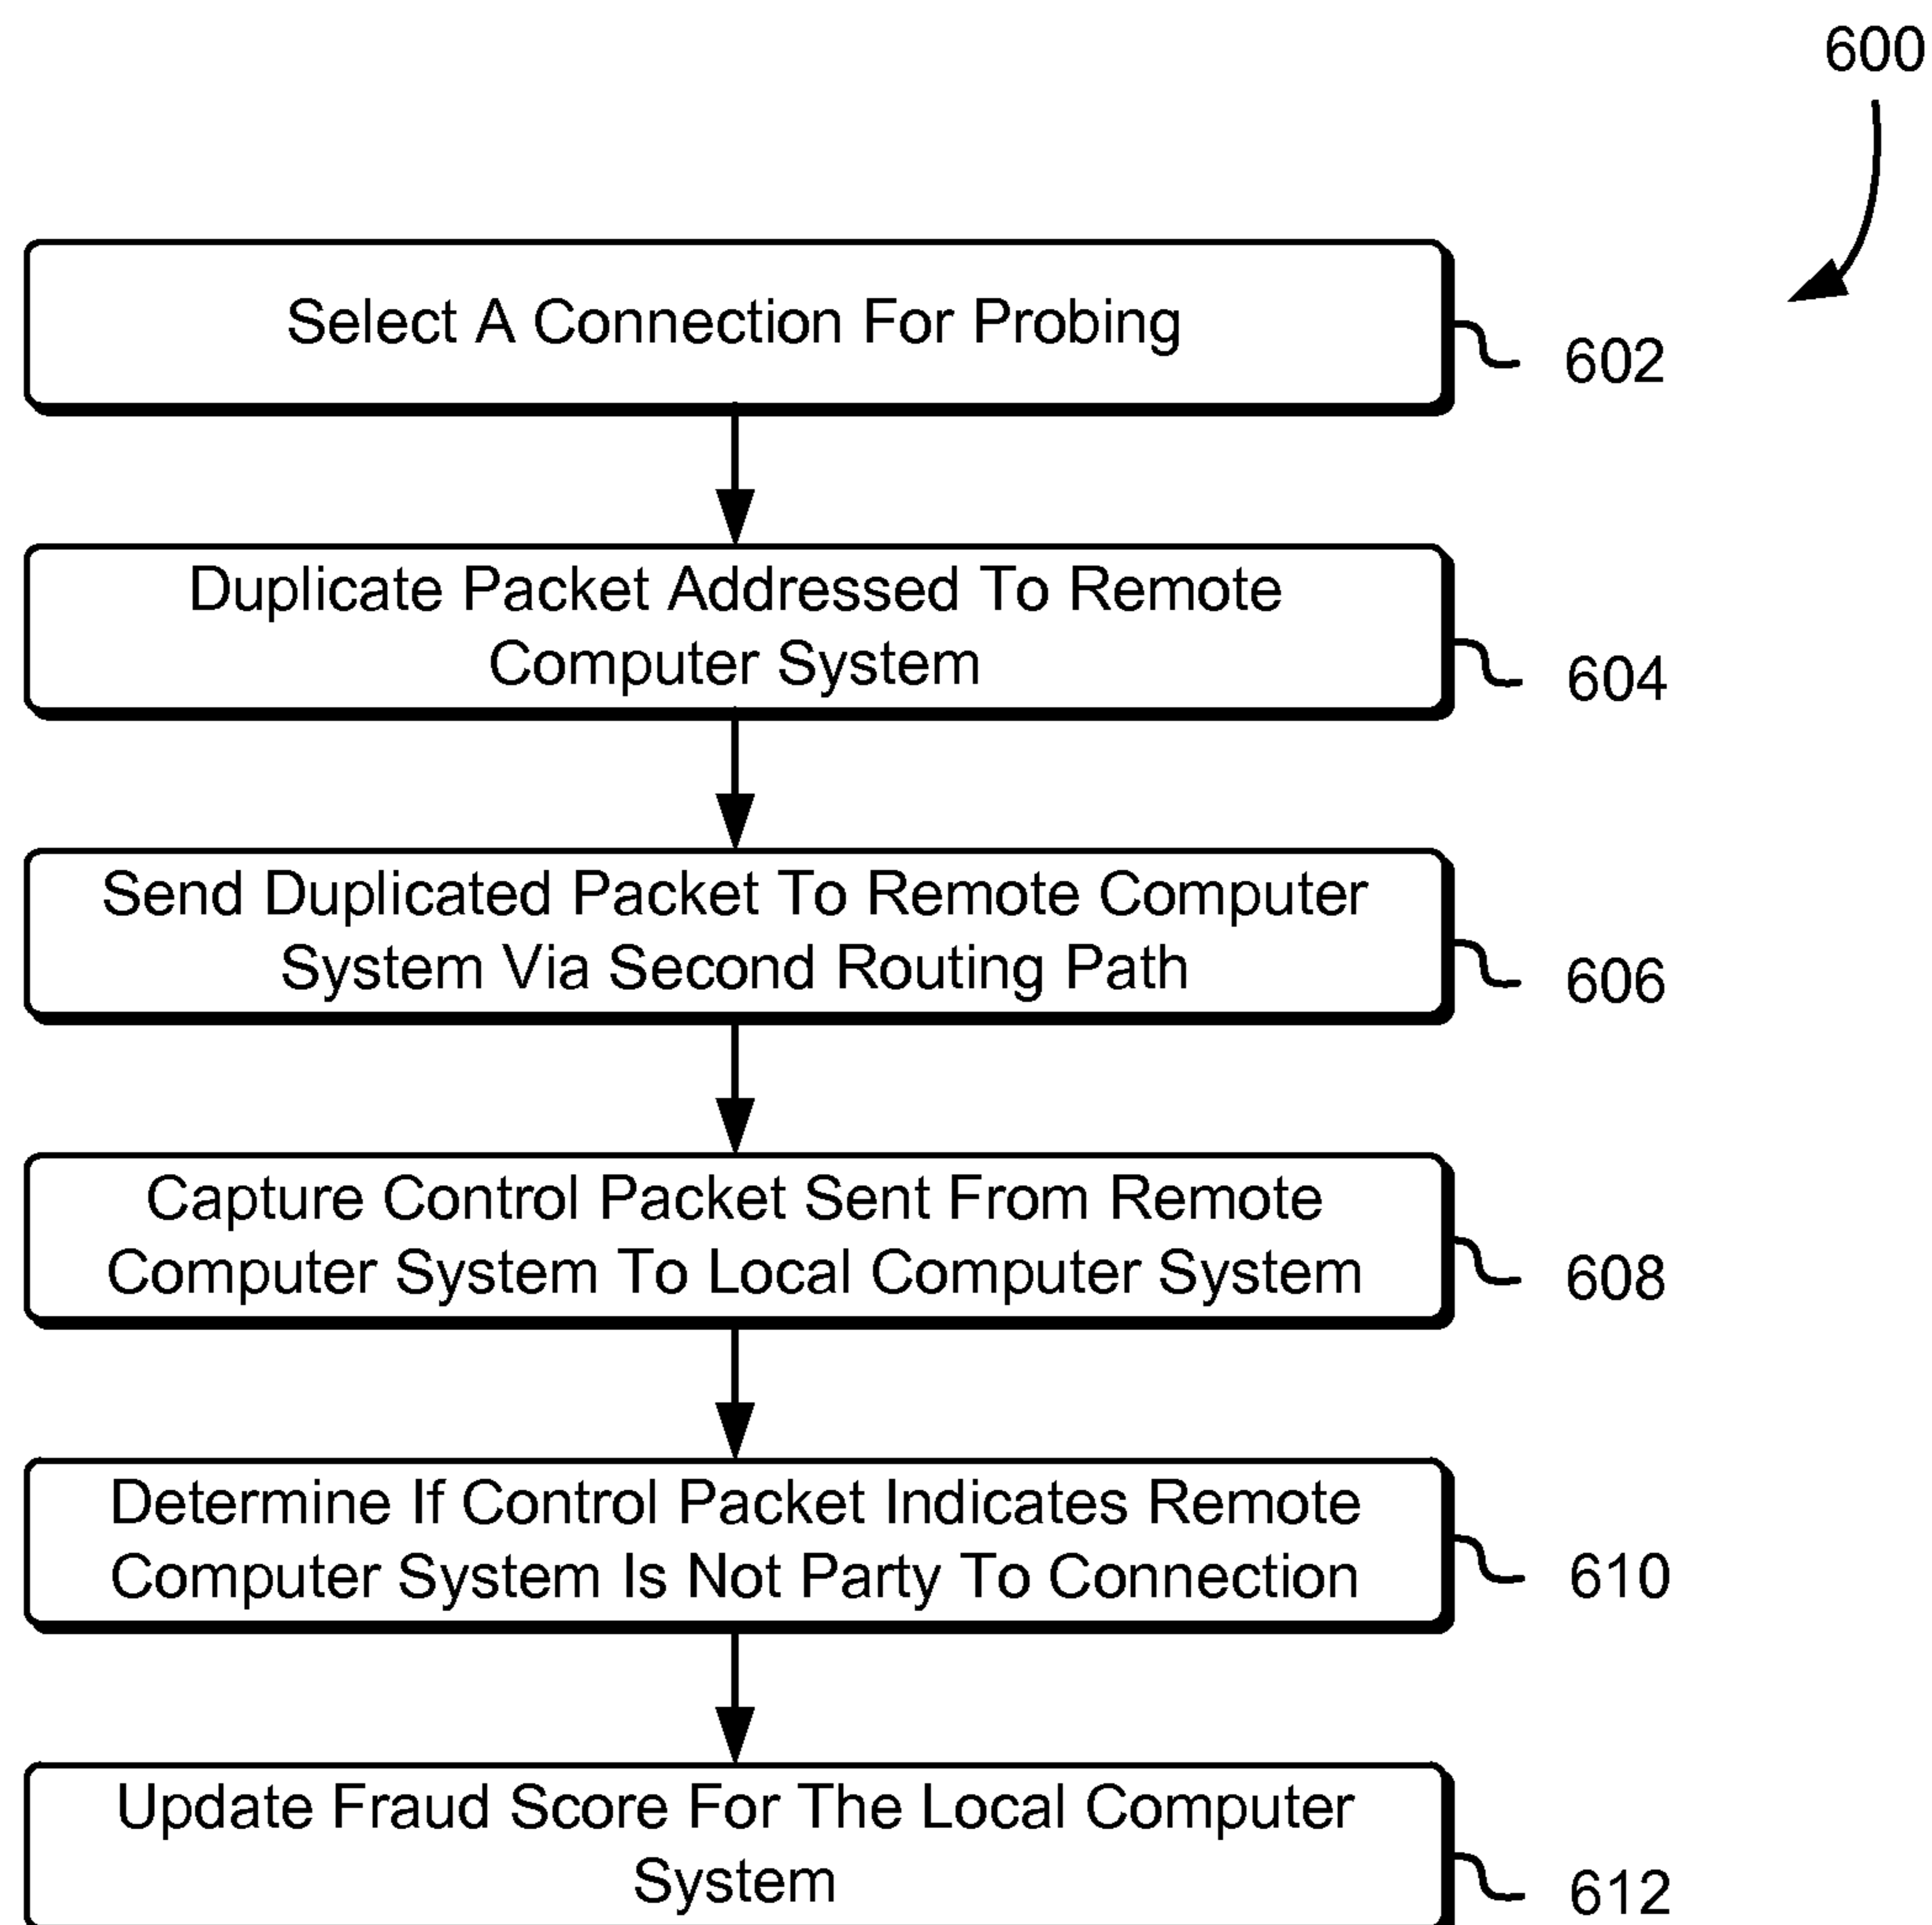 600
Select A Connection For Probing
602
Duplicate Packet Addressed To Remote
Computer System
604
Send Duplicated Packet To Remote Computer
System Via Second Routing Path
606
Capture Control Packet Sent From Remote
Computer System To Local Computer System
608
Determine If Control Packet Indicates Remote
Computer System Is Not Party To Connection
610
Update Fraud Score For The Local Computer
System
612